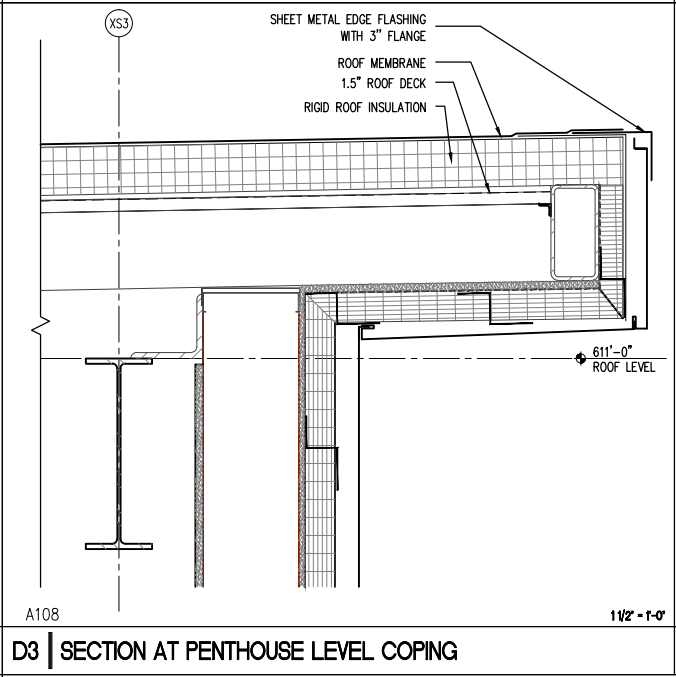 XS3
SHEET METAL EDGE FLASHING
WITH 3" FLANGE
ROOF MEMBRANE
1.5" ROOF DECK
RIGID ROOF INSULATION
611'-0"
ROOF LEVEL
A108
1 1/2" = 1'-0"
D3 | SECTION AT PENTHOUSE LEVEL COPING